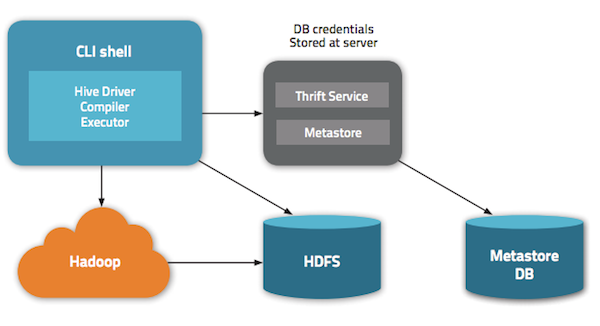 DB credentials
Stored at server
CLI shell
Hive Driver
Compiler
Executor
Thrift Service
Metastore
Hadoop
HDFS
Metastore
DB